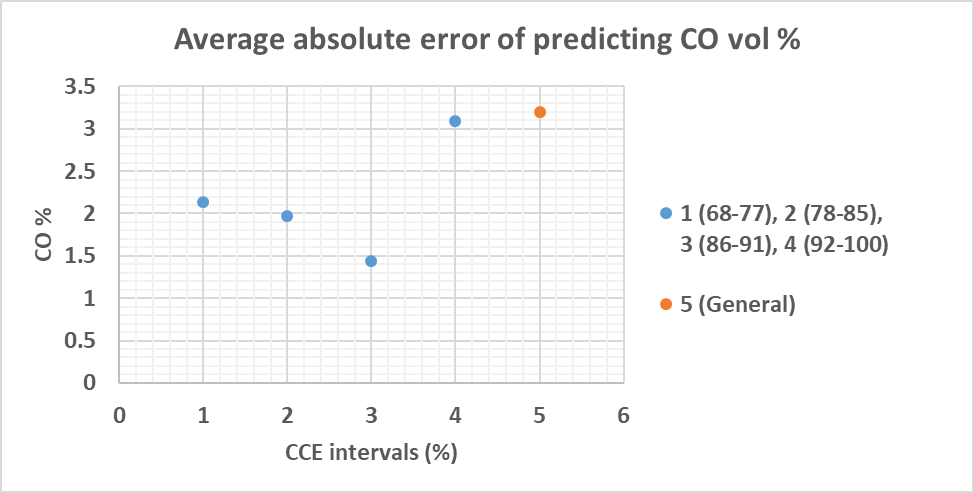 Average absolute error of predicting CO vol %
3.5
3
2.5
2
1.5
1
0.5
0
CO %
0 1 2 3 4 5 6
CCE intervals (%)
1 (68-77), 2 (78-85),
3 (86-91), 4 (92-100)
5 (General)